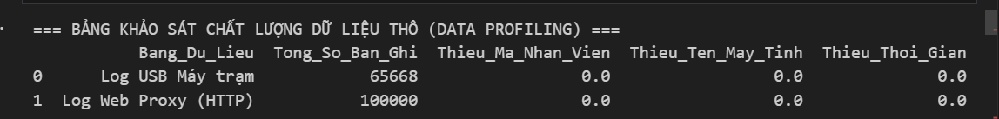 === BẢNG KHẢO SÁT CHẤT LƯỢNG DỮ LIỆU THÔ (DATA PROFILING) ===
Bang_Du_Lieu Tong_So_Ban_Ghi Thieu_Ma_Nhan_Vien Thieu_Ten_May_Tinh Thieu_Thoi_Gian
0 Log USB Máy trạm 65668 0.0 0.0 0.0
1 Log Web Proxy (HTTP) 100000 0.0 0.0 0.0